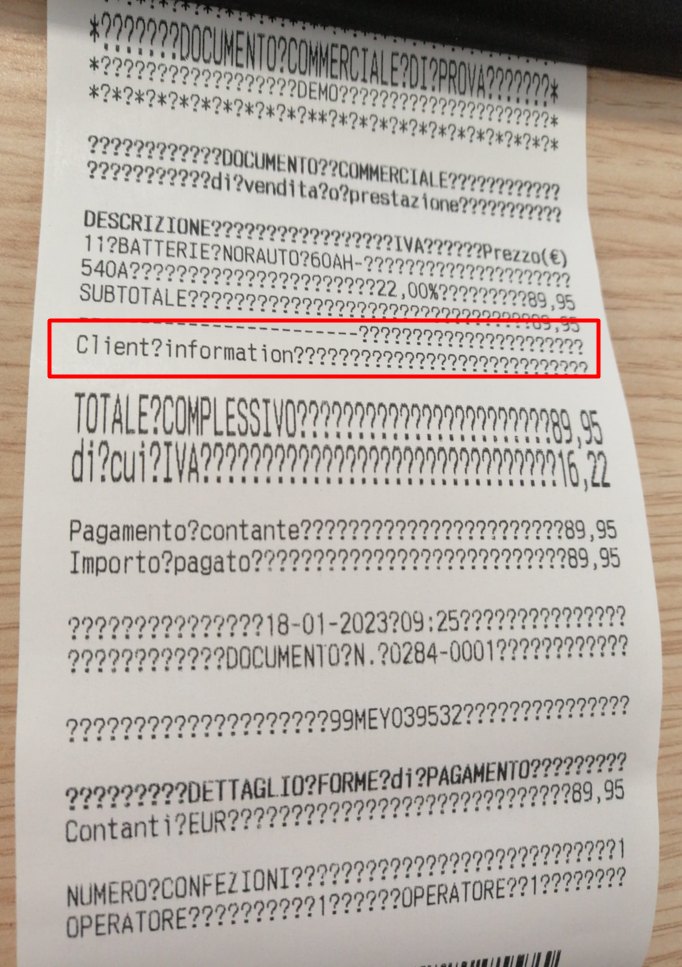 *???????DOCUMENTO?COMMERCIALE?DI?PROVA???????*
*?????????????????DEMO?????????????????????*
*?*?*?*?*?*?*?*?*?*?**?*?*?*?*?*?*?*?*?*?*?*
????????????DOCUMENTO??COMMERCIALE????????????
???????????di?vendita?o?prestazione???????????
DESCRIZIONE?????????????????IVA??????Prezzo(€)
11?BATTERIE?NORAUTO?60AH-????????????????????
540A???????????????????????22,00%????????89,95
SUBTOTALE????????????????????????????????89,95
-------------------------?????????????????????
Client?information????????????????????????????
TOTALE?COMPLESSIVO???????????????????????89,95
di?cui?IVA???????????????????????????????16,22
Pagamento?contante???????????????????????89,95
Importo?pagato???????????????????????????89,95
???????????????18-01-2023?09:25???????????????
????????????DOCUMENTO?N.?0284-0001????????????
????????????????????99MEY039532???????????????
?????????DETTAGLIO?FORME?di?PAGAMENTO?????????
Contanti?EUR?????????????????????????????89,95
NUMERO?CONFEZIONI????????????????????????????1
OPERATORE??????????1??????OPERATORE??1????????